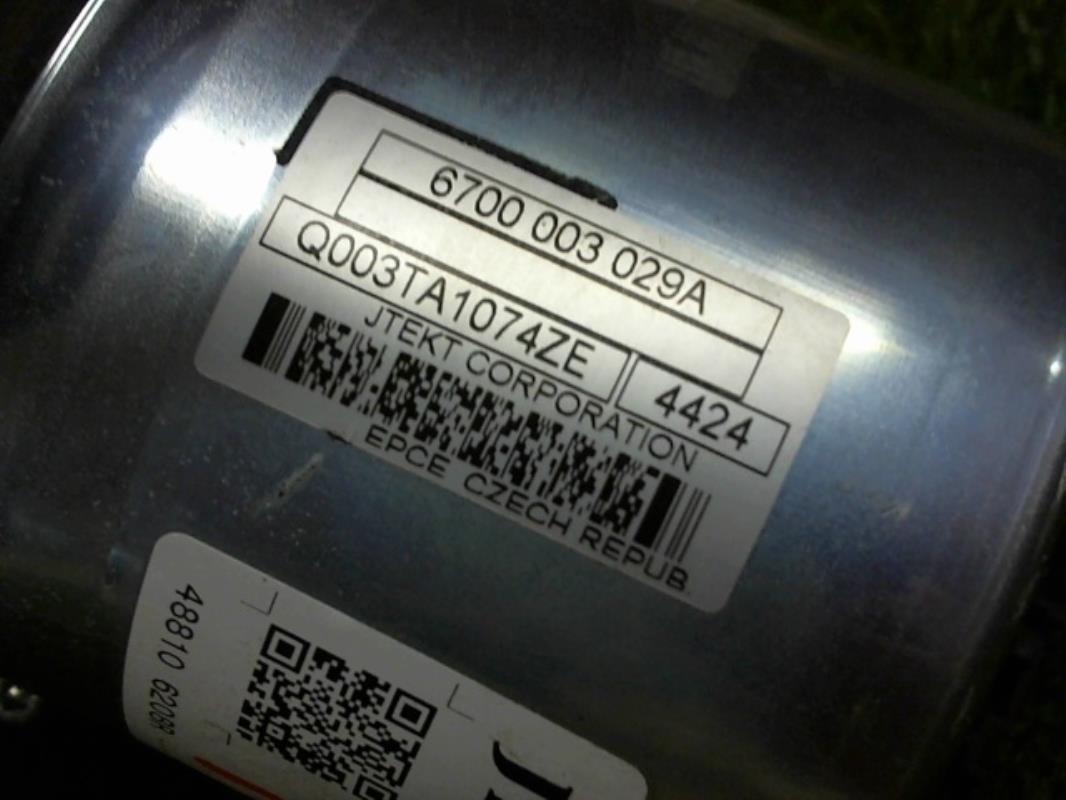 6700 003 029A
Q003TA1074ZE 4424
JTEKT CORPORATION
EPCE CZECH REPUB.
48810